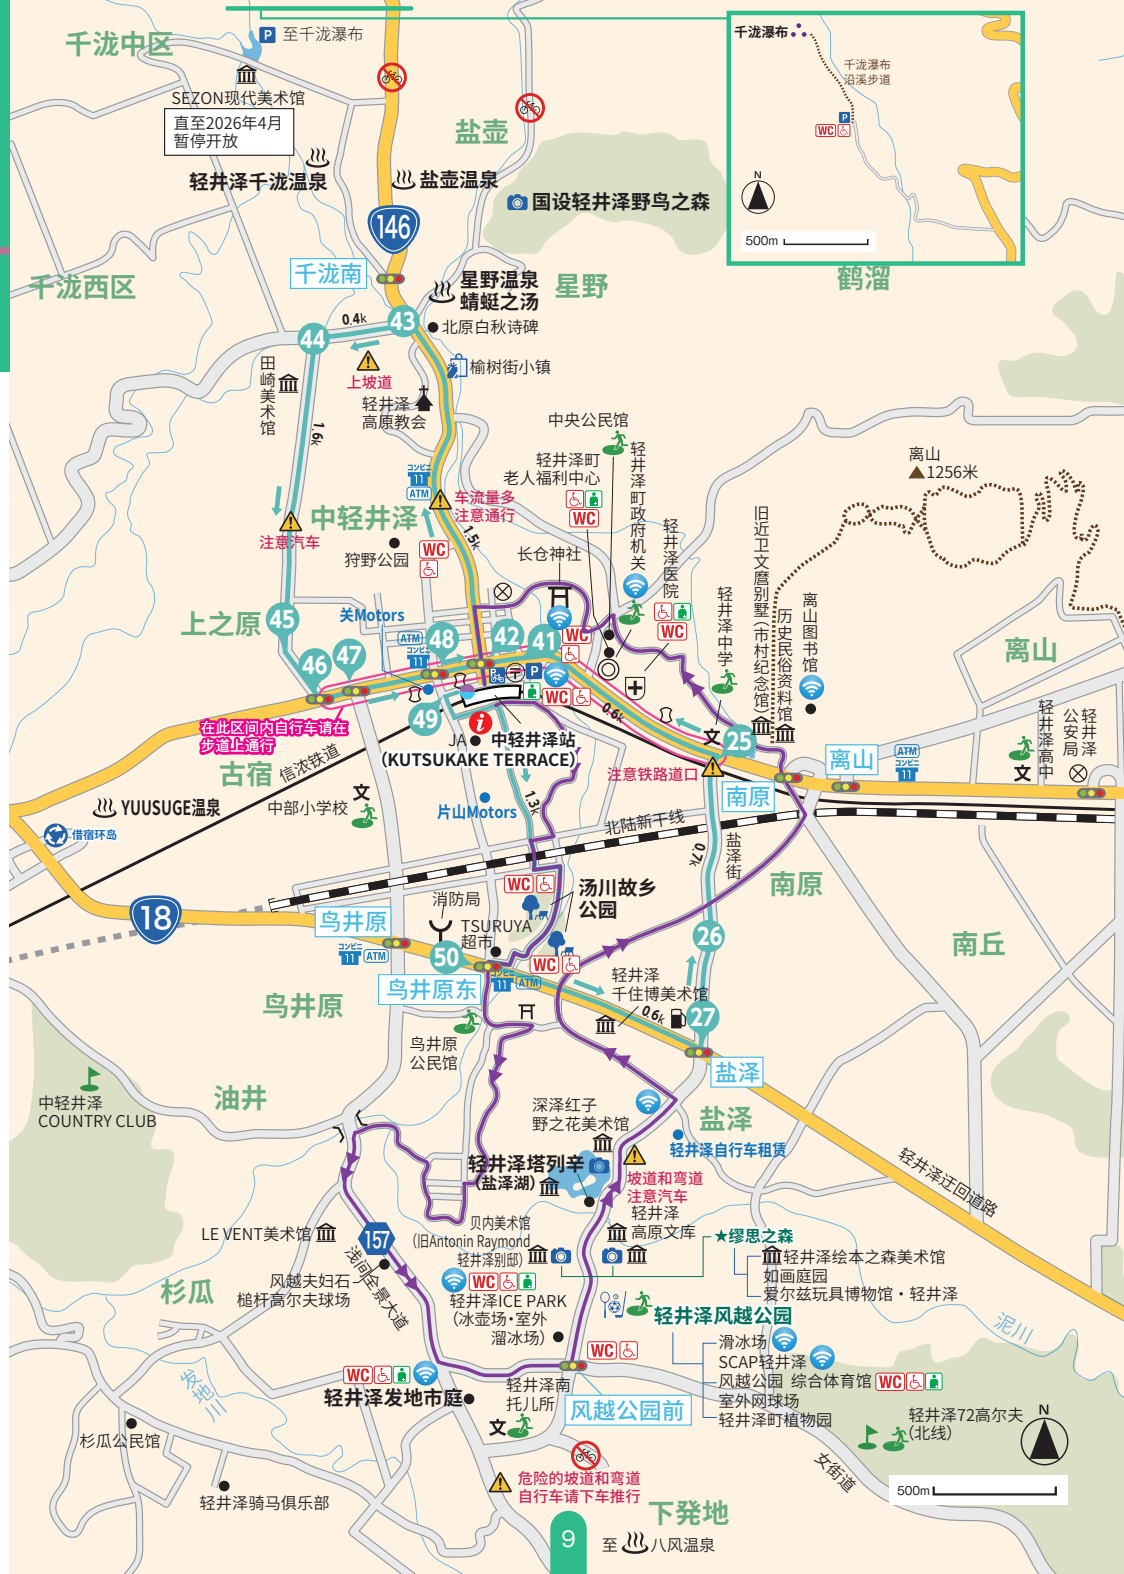 千泷中区
P 至千泷瀑布
SEZON现代美术馆
直至2026年4月
暂停开放
轻井泽千泷温泉
盐壶
盐壶温泉
国设轻井泽野鸟之森
千泷瀑布
千泷瀑布
沿溪步道
P
WC
N
500m
146
千泷南
千泷西区
星野温泉
蜻蜓之汤
星野
鹤溜
北原白秋诗碑
0.4k
43
44
榆树街小镇
上坡道
田崎美术馆
轻井泽
高原教会
1.6k
中央公民馆
轻井泽町
老人福利中心
WC
轻井泽町政府机关
离山
1256米
コンビニ
ATM
车流量多
注意通行
中轻井泽
注意汽车
狩野公园
WC
1.5k
长仓神社
轻井泽医院
WC
旧近卫文麿别墅(市村纪念馆)
历史民俗资料馆
离山图书馆
轻井泽中学
上之原
45
关Motors
46
47
48
42
41
WC
ATM
コンビニ
P
P
WC
离山
49
0.6k
在此区间内自行车请在
步道上通行
JA
中轻井泽站
(KUTSUKAKE TERRACE)
文
25
离山
ATM
コンビニ
轻井泽高中
文
公安局
轻井泽
注意铁路道口
南原
古宿
信浓铁道
YUUSUGE温泉
中部小学校
文
片山Motors
1.3k
借宿环岛
北陆新干线
0.7k
盐泽街
南原
18
WC
汤川故乡
公园
消防局
鸟井原
TSURUYA
超市
コンビニ
ATM
50
26
南丘
鸟井原东
コンビニ
ATM
WC
轻井泽
千住博美术馆
0.6k
27
鸟井原
鸟井原
公民馆
盐泽
中轻井泽
COUNTRY CLUB
油井
深泽红子
野之花美术馆
盐泽
轻井泽自行车租赁
轻井泽塔列辛
(盐泽湖)
坡道和弯道
注意汽车
轻井泽
高原文库
轻井泽迂回道路
LE VENT美术馆
157
贝内美术馆
(旧Antonin Raymond
轻井泽别邸)
★缪思之森
轻井泽绘本之森美术馆
如画庭园
爱尔兹玩具博物馆·轻井泽
浅间全景大道
风越夫妇石
槌杆高尔夫球场
杉瓜
WC
轻井泽ICE PARK
(冰壶场·室外
溜冰场)
轻井泽风越公园
滑冰场
SCAP轻井泽
风越公园 综合体育馆
WC
室外网球场
轻井泽町植物园
泥川
WC
发地川
WC
轻井泽发地市庭
轻井泽南
托儿所
文
风越公园前
轻井泽72高尔夫
(北线)
N
杉瓜公民馆
女街道
500m
轻井泽骑马俱乐部
危险的坡道和弯道
自行车请下车推行
下発地
9
至 八风温泉